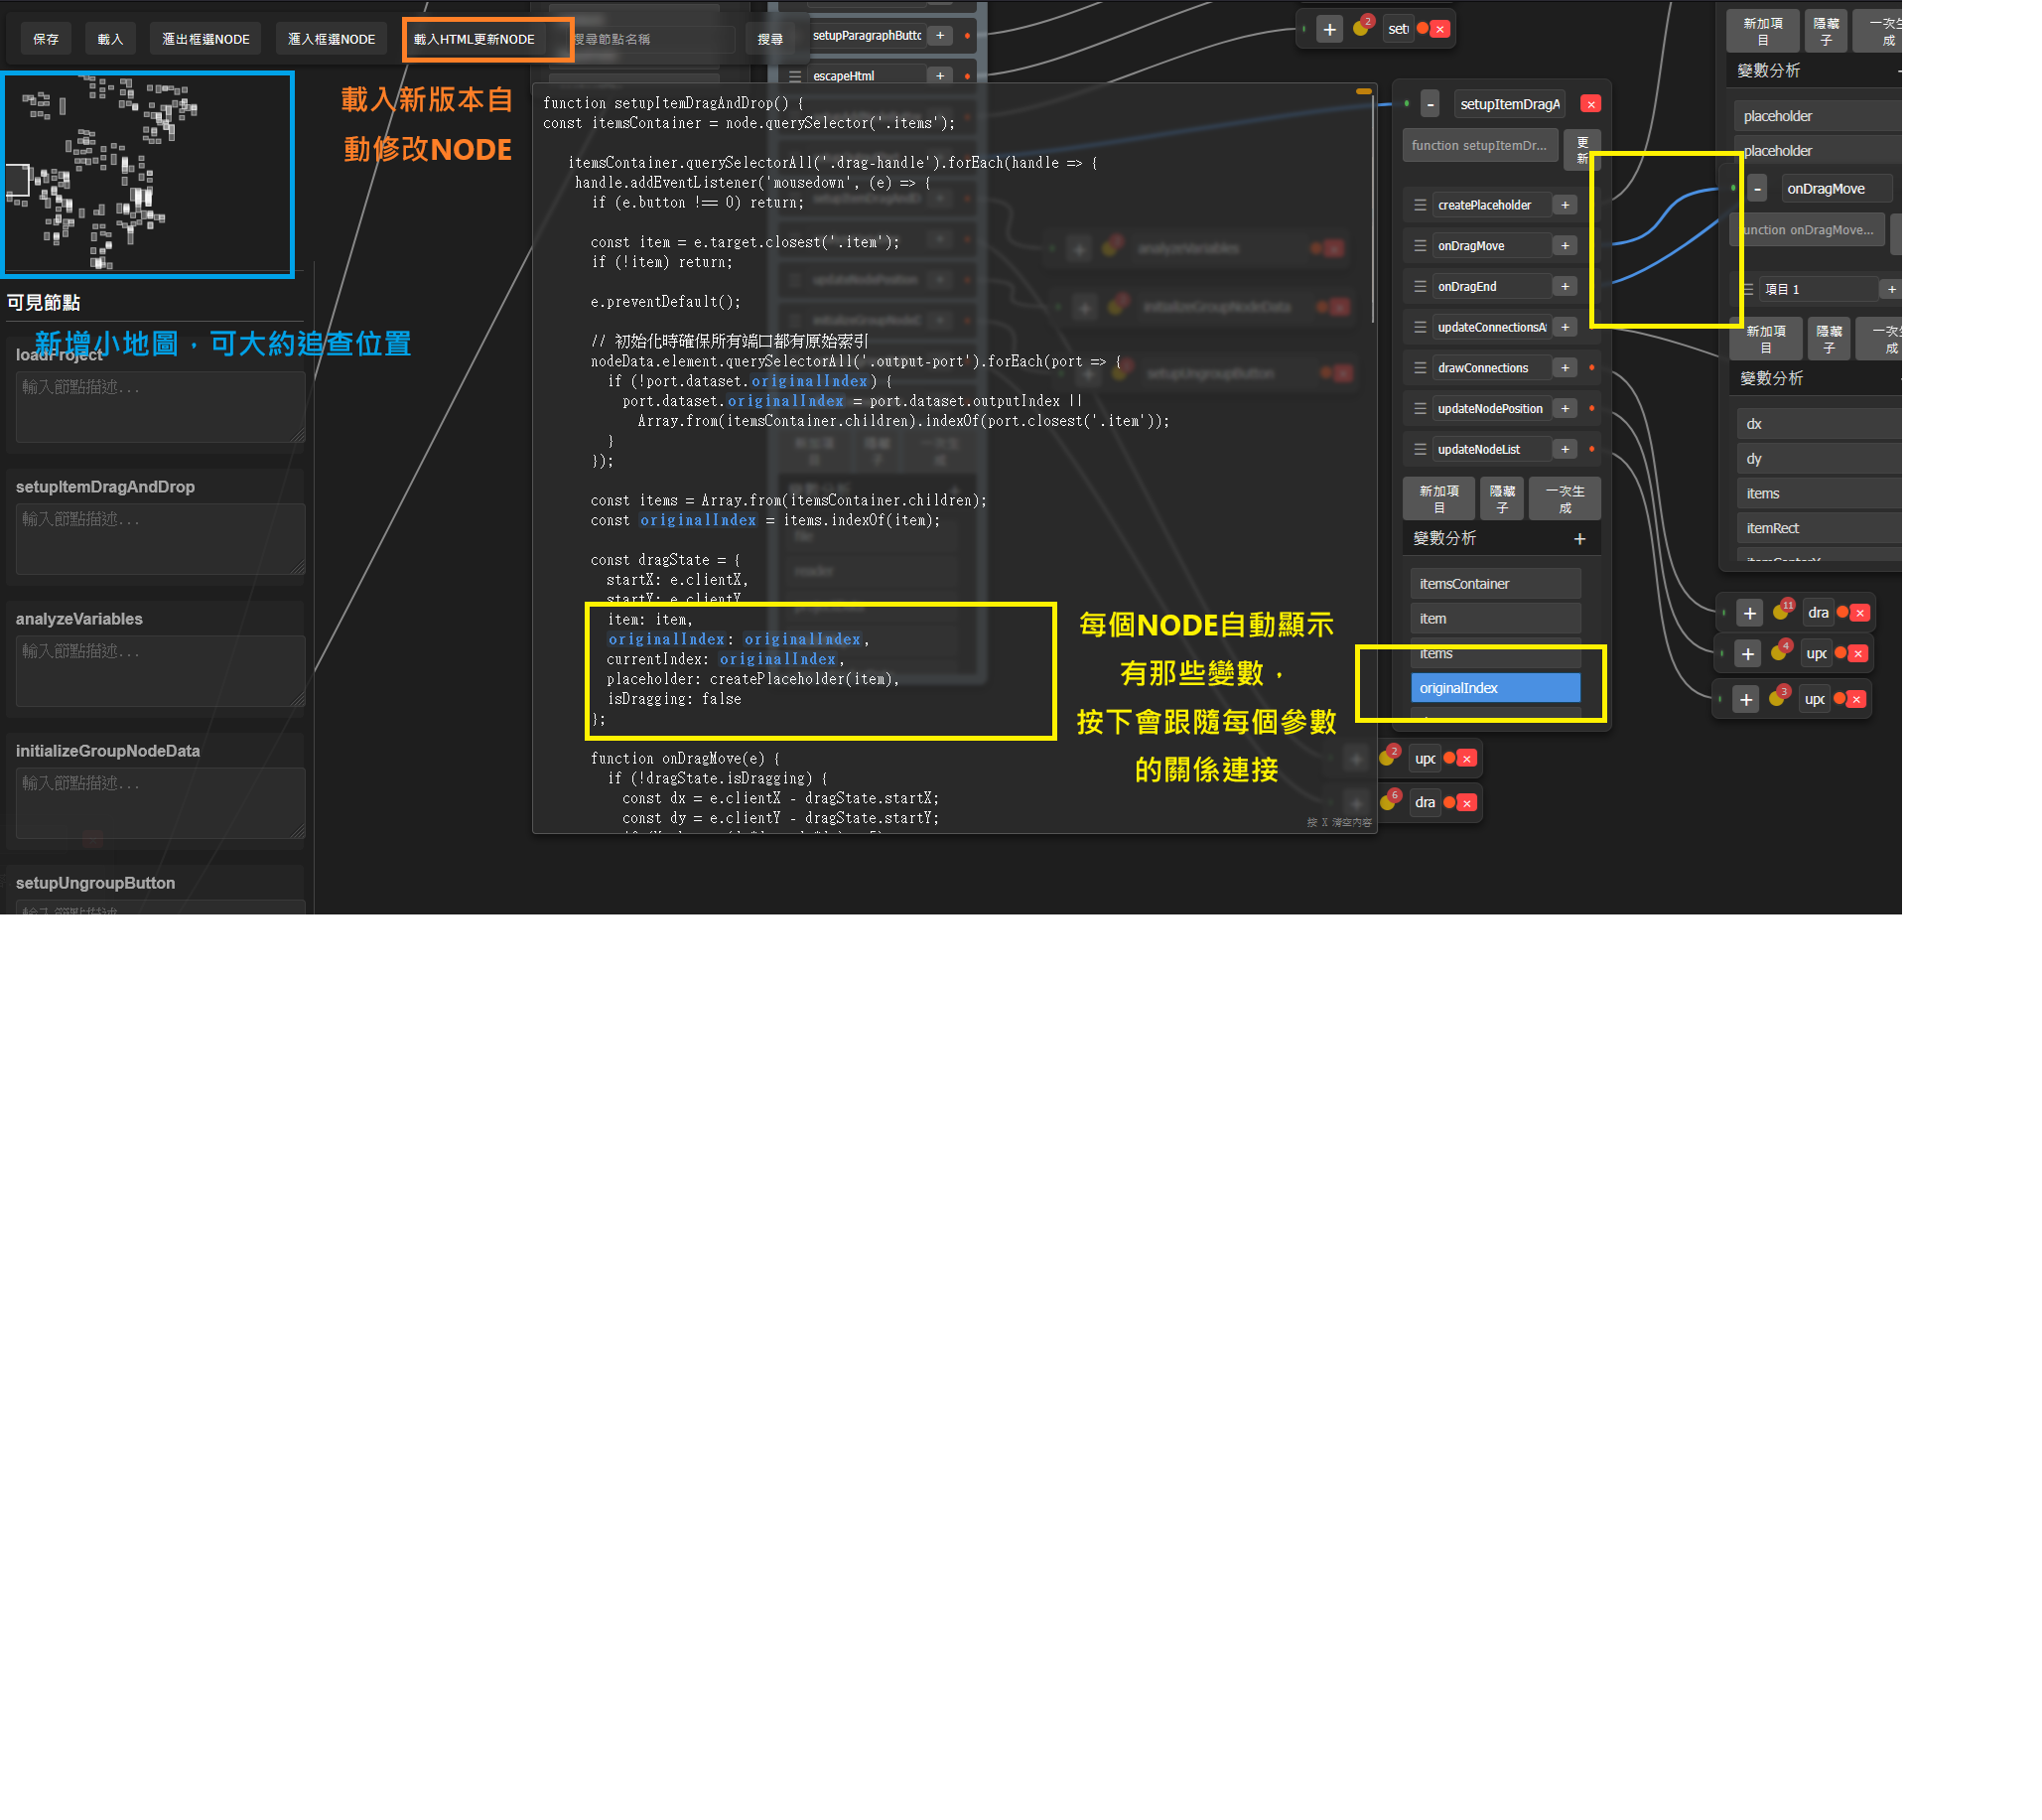 保存
載入
滙出框選NODE
滙入框選NODE
載入HTML更新NODE
搜尋節點名稱
搜尋
載入新版本自
動修改NODE
可見節點
新增小地圖，可大約追查位置
loadProject
輸入節點描述...
setupItemDragAndDrop
輸入節點描述...
analyzeVariables
輸入節點描述...
initializeGroupNodeData
輸入節點描述...
setupUngroupButton
輸入節點描述...
setupParagraphButtc
+
escapeHtml
+
function setupItemDragAndDrop() {
const itemsContainer = node.querySelector('.items');
itemsContainer.querySelectorAll('.drag-handle').forEach(handle => {
handle.addEventListener('mousedown', (e) => {
if (e.button !== 0) return;
const item = e.target.closest('.item');
if (!item) return;
e.preventDefault();
// 初始化時確保所有端口都有原始索引
nodeData.element.querySelectorAll('.output-port').forEach(port => {
if (!port.dataset.originalIndex) {
port.dataset.originalIndex = port.dataset.outputIndex ||
Array.from(itemsContainer.children).indexOf(port.closest('.item'));
}
});
const items = Array.from(itemsContainer.children);
const originalIndex = items.indexOf(item);
const dragState = {
startX: e.clientX,
startY: e.clientY,
item: item,
originalIndex: originalIndex,
currentIndex: originalIndex,
placeholder: createPlaceholder(item),
isDragging: false
};
function onDragMove(e) {
if (!dragState.isDragging) {
const dx = e.clientX - dragState.startX;
const dy = e.clientY - dragState.startY;
按 X 清空內容
analyzeVariables
initializeGroupNodeData
setupUngroupButton
每個NODE自動顯示
有那些變數，
按下會跟隨每個參數
的關係連接
+
2
setu
×
-
setupItemDragA
×
function setupItemDr...
更新
createPlaceholder
+
onDragMove
+
onDragEnd
+
updateConnectionsA
+
drawConnections
+
updateNodePosition
+
updateNodeList
+
新加項目
隱藏子
一次生成
變數分析
+
itemsContainer
item
items
originalIndex
2
upc
×
6
dra
×
新加項目
隱藏子
一次生成
變數分析
placeholder
placeholder
-
onDragMove
function onDragMove...
項目 1
+
新加項目
隱藏子
一次生成
變數分析
dx
dy
items
itemRect
+
11
dra
×
+
4
upc
×
+
3
upc
×